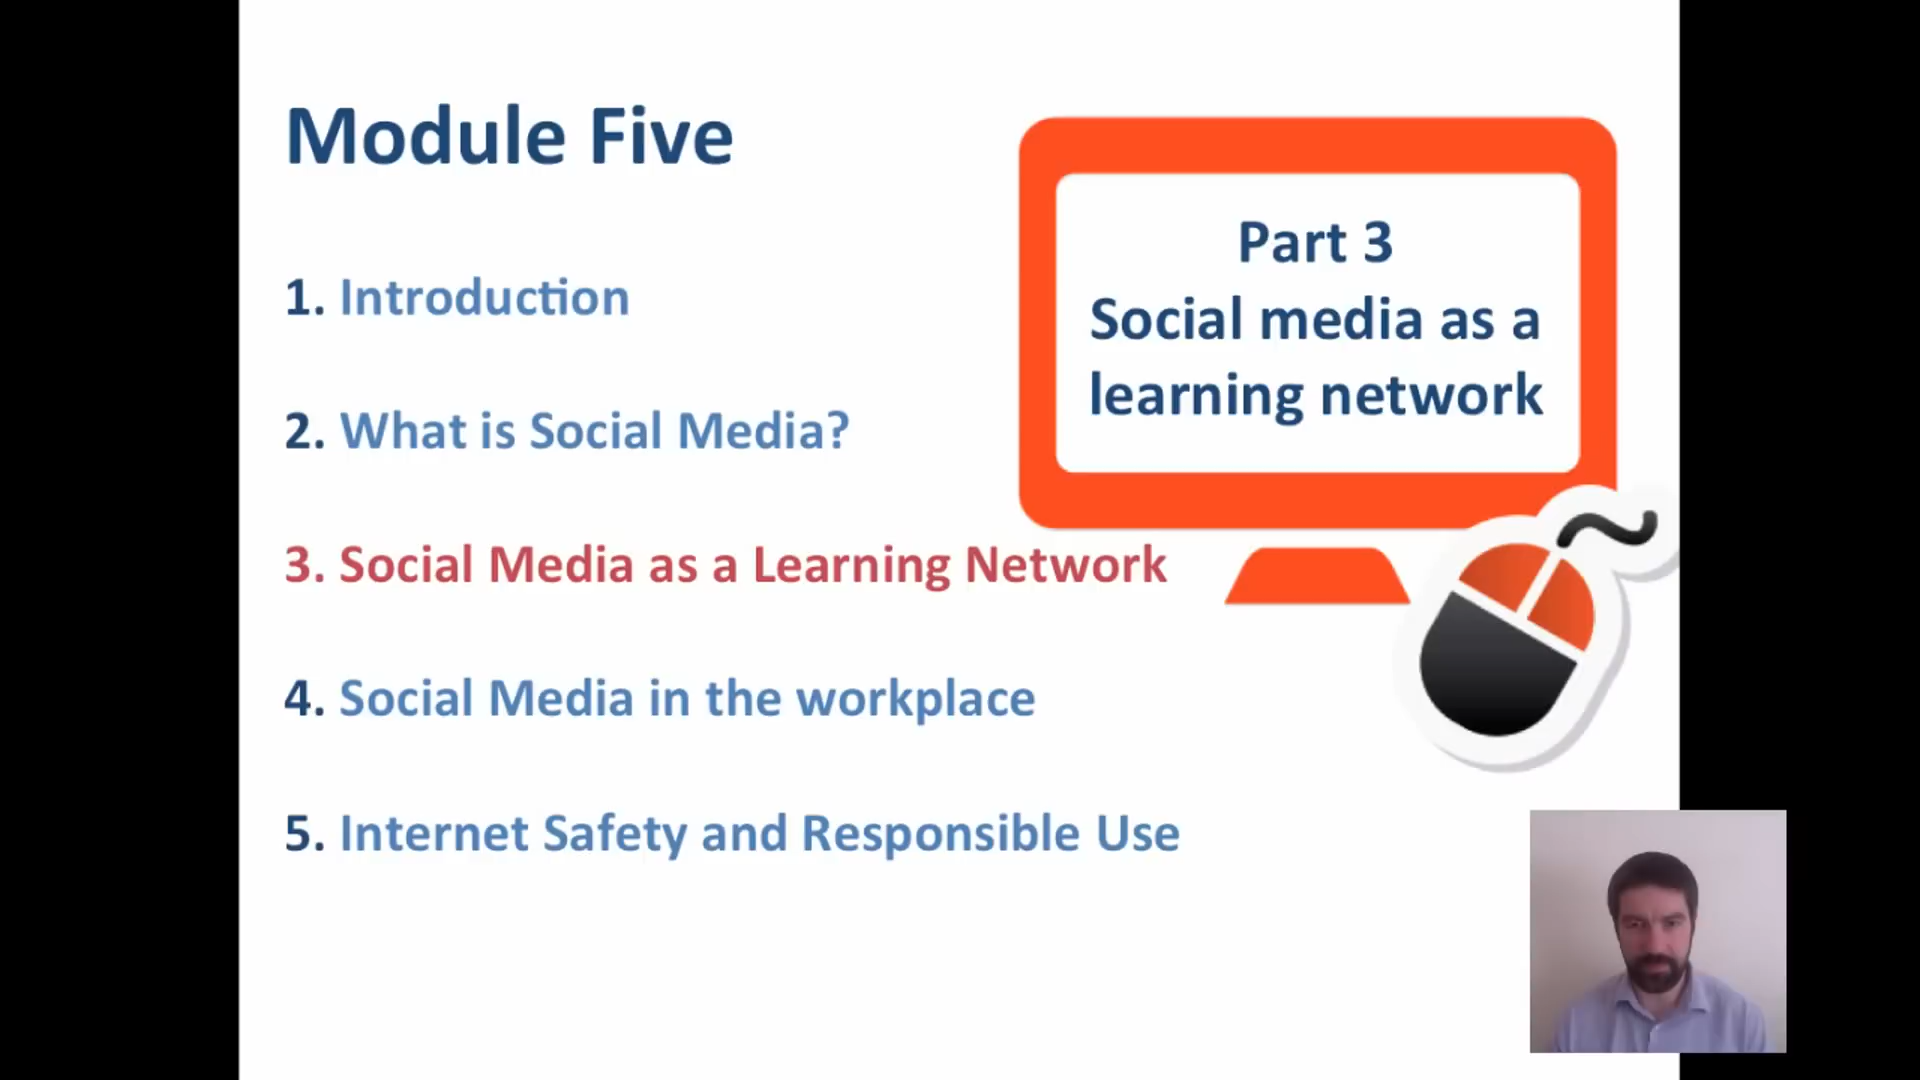 Module Five
1. Introduction
2. What is Social Media?
3. Social Media as a Learning Network
4. Social Media in the workplace
5. Internet Safety and Responsible Use
Part 3
Social media as a
learning network